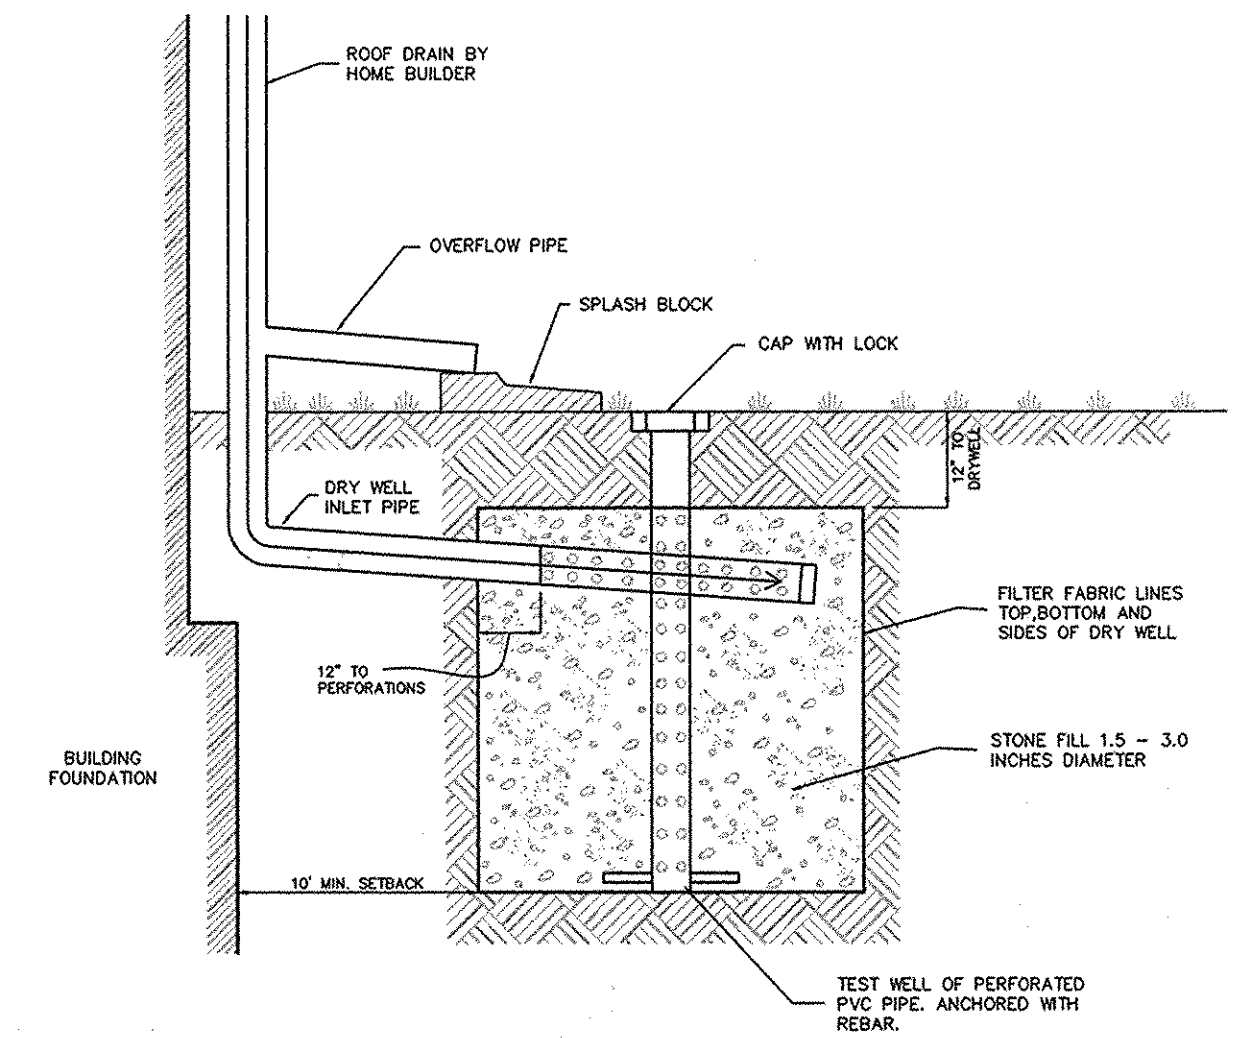 ROOF DRAIN BY
HOME BUILDER
OVERFLOW PIPE
SPLASH BLOCK
CAP WITH LOCK
12" TO
DRYWELL
DRY WELL
INLET PIPE
FILTER FABRIC LINES
TOP,BOTTOM AND
SIDES OF DRY WELL
12" TO
PERFORATIONS
STONE FILL 1.5 - 3.0
INCHES DIAMETER
BUILDING
FOUNDATION
10' MIN. SETBACK
TEST WELL OF PERFORATED
PVC PIPE. ANCHORED WITH
REBAR.